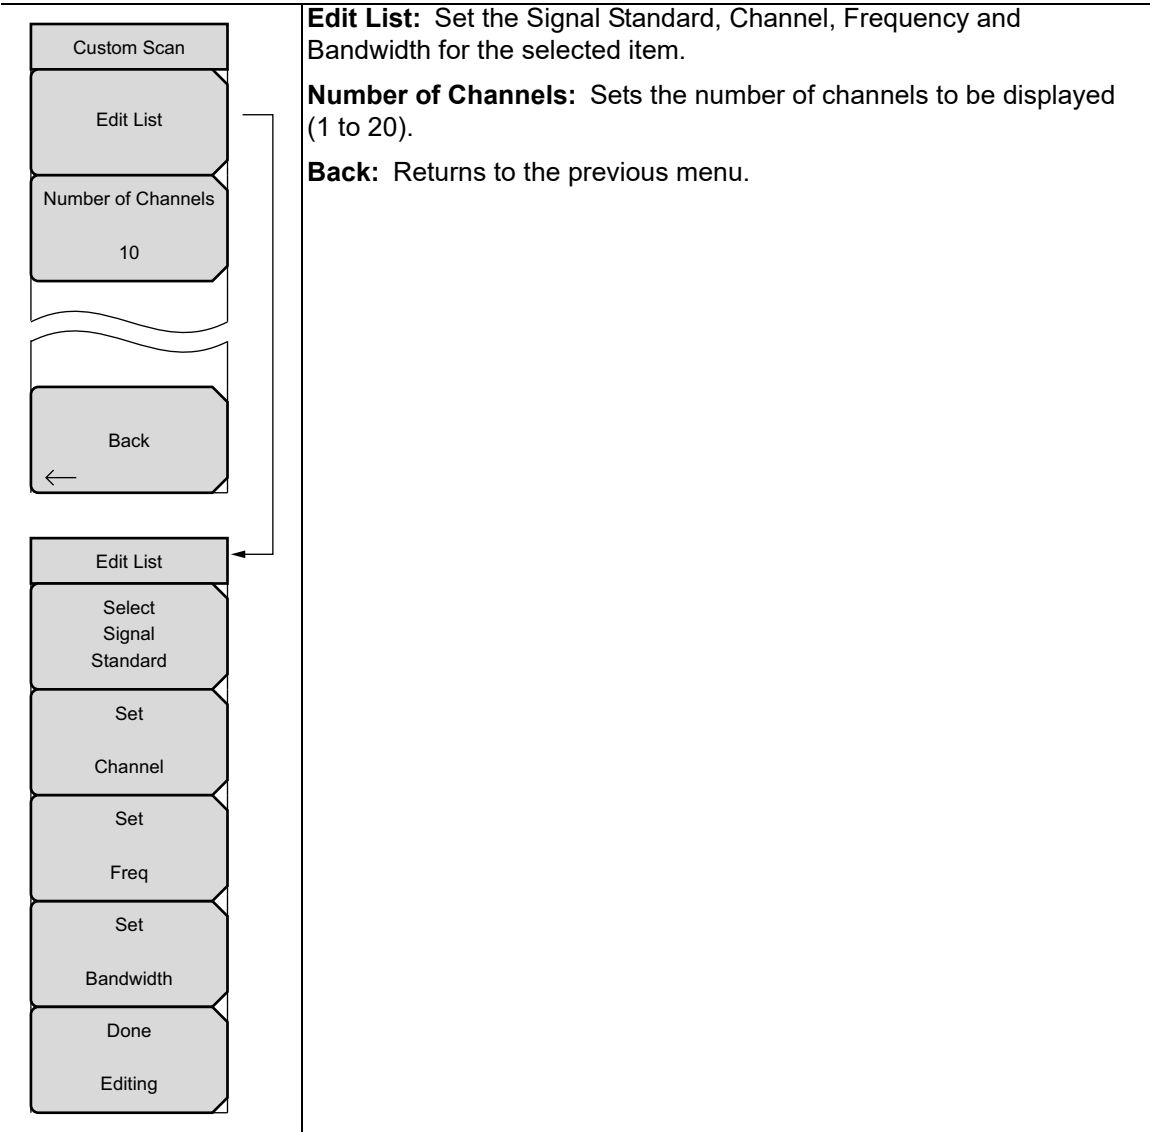 Custom Scan
Edit List
Number of Channels
10
Back
Edit List
Select
Signal
Standard
Set
Channel
Set
Freq
Set
Bandwidth
Done
Editing
Edit List: Set the Signal Standard, Channel, Frequency and
Bandwidth for the selected item.
Number of Channels: Sets the number of channels to be displayed
(1 to 20).
Back: Returns to the previous menu.